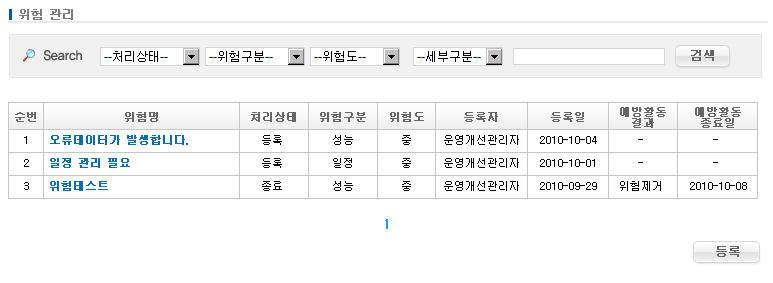 위험 관리
Search --처리상태-- --위험구분-- --위험도-- --세부구분-- 검색
순번 위험명 처리상태 위험구분 위험도 등록자 등록일 예방활동 결과 예방활동 종료일
1 오류데이터가 발생합니다. 등록 성능 중 운영개선관리자 2010-10-04 - -
2 일정 관리 필요 등록 일정 중 운영개선관리자 2010-10-01 - -
3 위험테스트 종료 성능 중 운영개선관리자 2010-09-29 위험제거 2010-10-08
1
등록